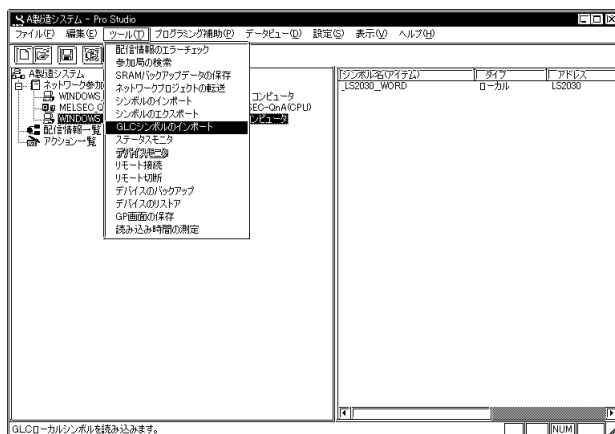 A製造システム - Pro Studio
ファイル(F) 編集(E) ツール(T) プログラミング補助(P) データビュー(D) 設定(S) 表示(V) ヘルプ(H)
配信情報のエラーチェック
参加局の検索
SRAMバックアップデータの保存
ネットワークプロジェクトの転送
シンボルのインポート
シンボルのエクスポート
GLCシンボルのインポート
ステータスモニタ
デバイスモニタ
リモート接続
リモート切断
デバイスのバックアップ
デバイスのリストア
GP画面の保存
読み込み時間の測定
A製造システム
ネットワーク参加
WINDOWS
コンピュータ
MELSEC_Q
SEC-QnA(CPU)
WINDOWS
ンピュータ
配信情報一覧
アクション一覧
シンボル名(アイテム) タイプ アドレス
_LS2030_WORD ローカル LS2030
GLCローカルシンボルを読み込みます。
NUM